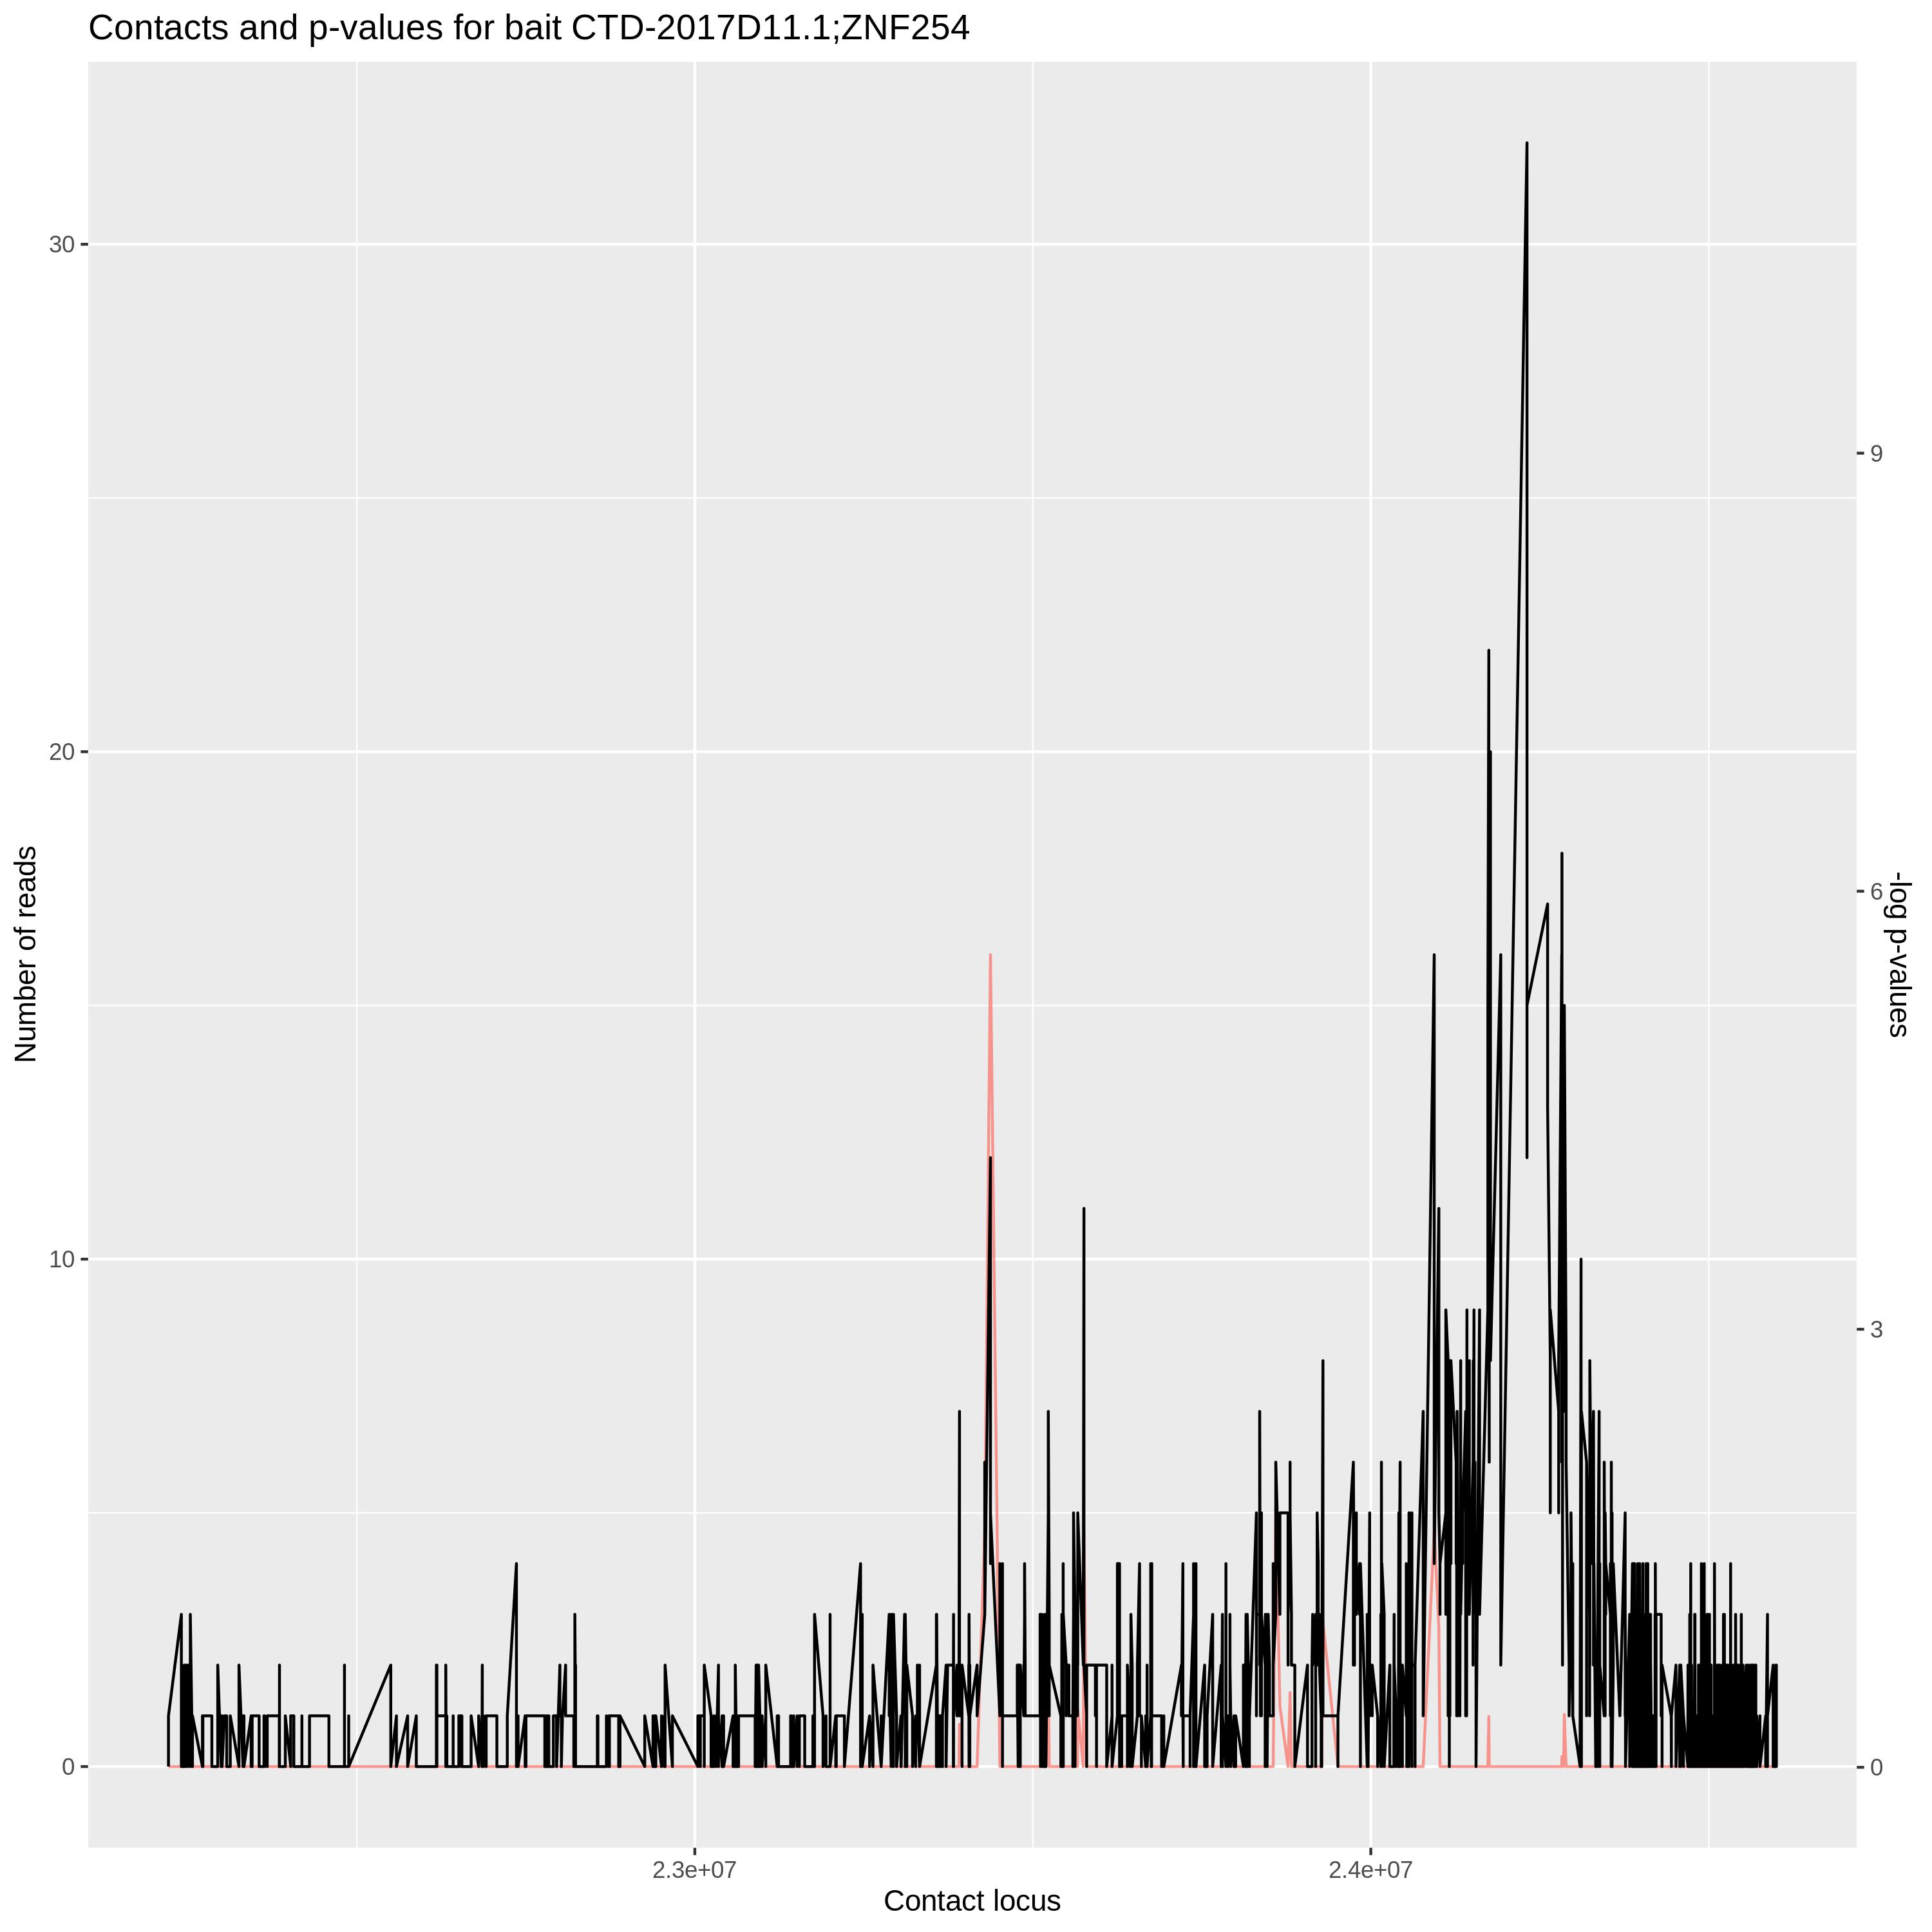 Contacts and p-values for bait CTD-2017D11.1;ZNF254
30
20
10
0
Number of reads
9
6
3
0
-log p-values
2.3e+07
2.4e+07
Contact locus